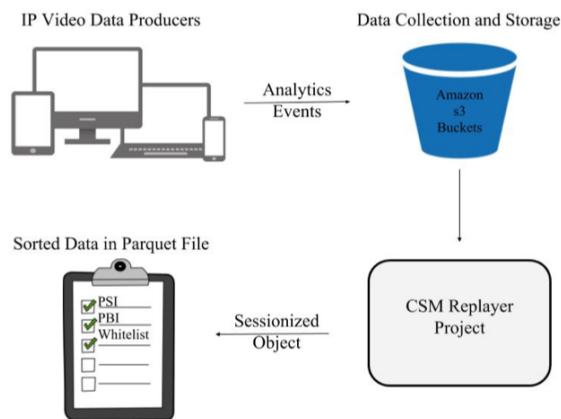 IP Video Data Producers
Data Collection and Storage
Analytics
Events
Amazon
s3
Buckets
Sorted Data in Parquet File
PSI
PBI
Whitelist
Sessionized
Object
CSM Replayer
Project